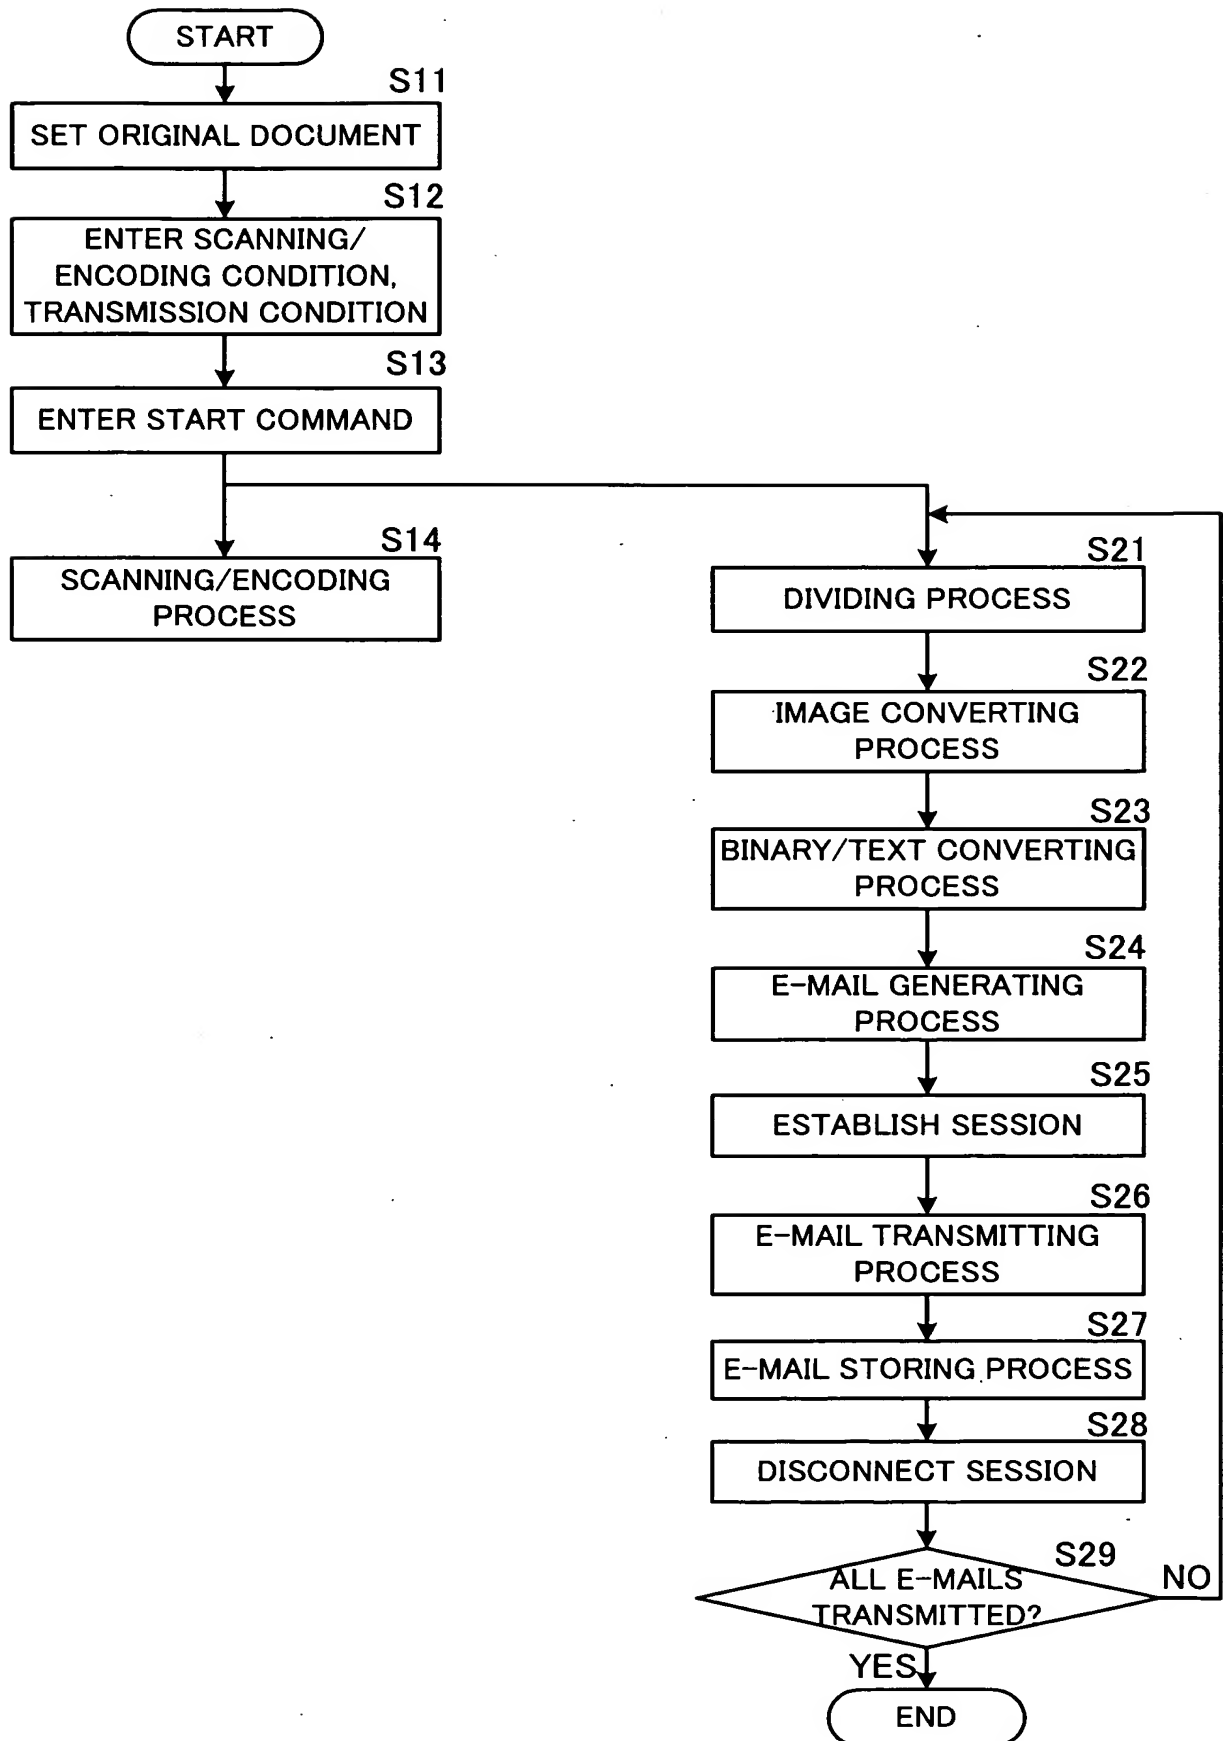 START
S11
SET ORIGINAL DOCUMENT
S12
ENTER SCANNING/
ENCODING CONDITION,
TRANSMISSION CONDITION
S13
ENTER START COMMAND
S14
SCANNING/ENCODING
PROCESS
S21
DIVIDING PROCESS
S22
IMAGE CONVERTING
PROCESS
S23
BINARY/TEXT CONVERTING
PROCESS
S24
E-MAIL GENERATING
PROCESS
S25
ESTABLISH SESSION
S26
E-MAIL TRANSMITTING
PROCESS
S27
E-MAIL STORING PROCESS
S28
DISCONNECT SESSION
S29
ALL E-MAILS
TRANSMITTED?
NO
YES
END